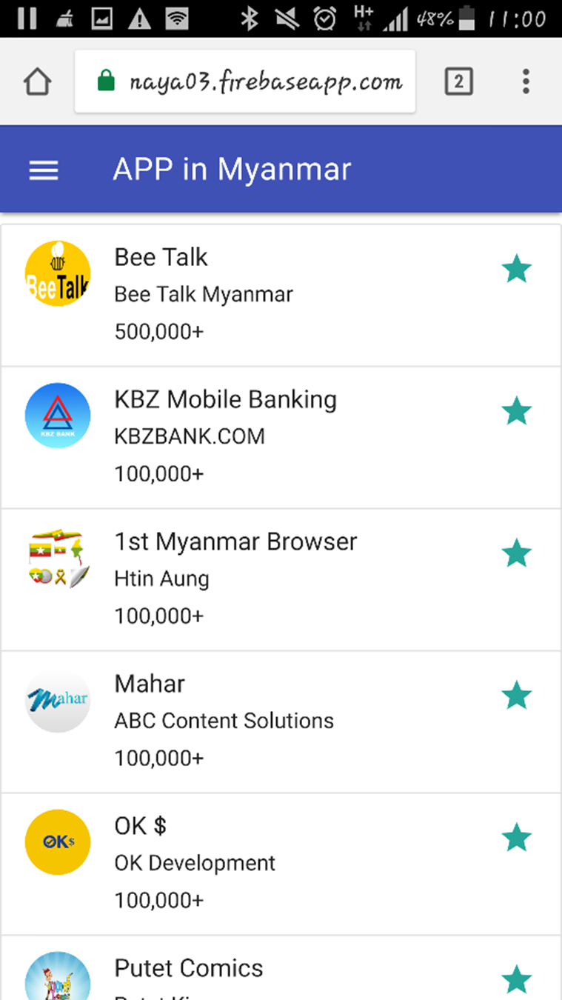 H+
48%
11:00
naya03.firebaseapp.com
2
APP in Myanmar
BeeTalk
Bee Talk
Bee Talk Myanmar
500,000+
KBZ BANK
KBZ Mobile Banking
KBZBANK.COM
100,000+
1st Myanmar Browser
Htin Aung
100,000+
Mahar
Mahar
ABC Content Solutions
100,000+
OK$
OK $
OK Development
100,000+
Putet Comics